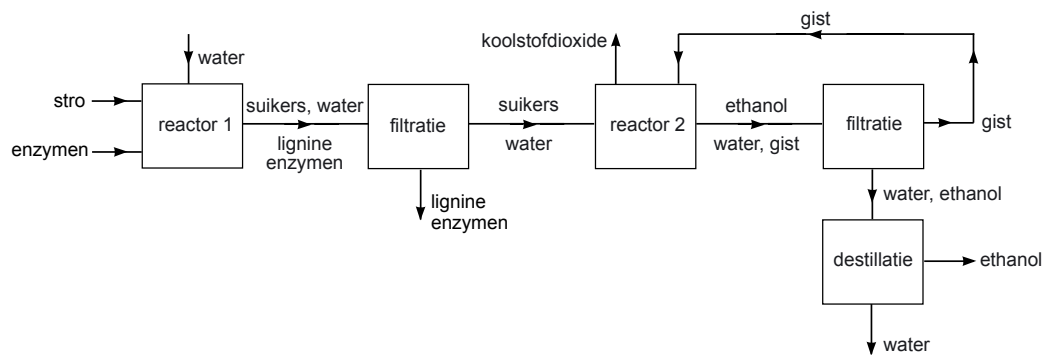 gist
koolstofdioxide
water
stro
enzymen
reactor 1
suikers, water
lignine
enzymen
filtratie
suikers
water
reactor 2
ethanol
water, gist
filtratie
gist
lignine
enzymen
water, ethanol
destillatie
ethanol
water